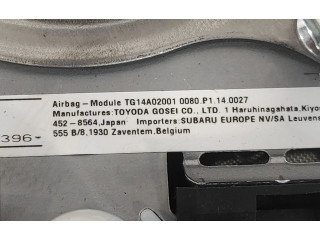 Airbag-Module TG14A02001 0080.P1.14.0027
Manufactures:TOYODA GOSEI CO., LTD. 1 Haruhinagahata, Kiyo
452-8564,Japan Importers:SUBARU EUROPE NV/SA Leuvens
555 B/8,1930 Zaventem,Belgium
396-